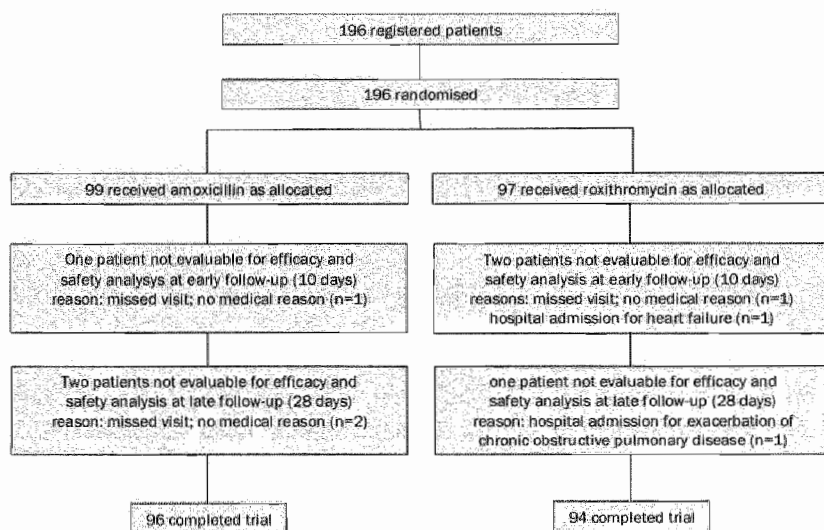 196 registered patients
196 randomised
99 received amoxicillin as allocated
97 received roxithromycin as allocated
One patient not evaluable for efficacy and
safety analysys at early follow-up (10 days)
reason: missed visit; no medical reason (n=1)
Two patients not evaluable for efficacy and
safety analysis at early follow-up (10 days)
reasons: missed visit; no medical reason (n=1)
hospital admission for heart failure (n=1)
Two patients not evaluable for efficacy and
safety analysis at late follow-up (28 days)
reason: missed visit; no medical reason (n=2)
one patient not evaluable for efficacy and
safety analysis at late follow-up (28 days)
reason: hospital admission for exacerbation of
chronic obstructive pulmonary disease (n=1)
96 completed trial
94 completed trial